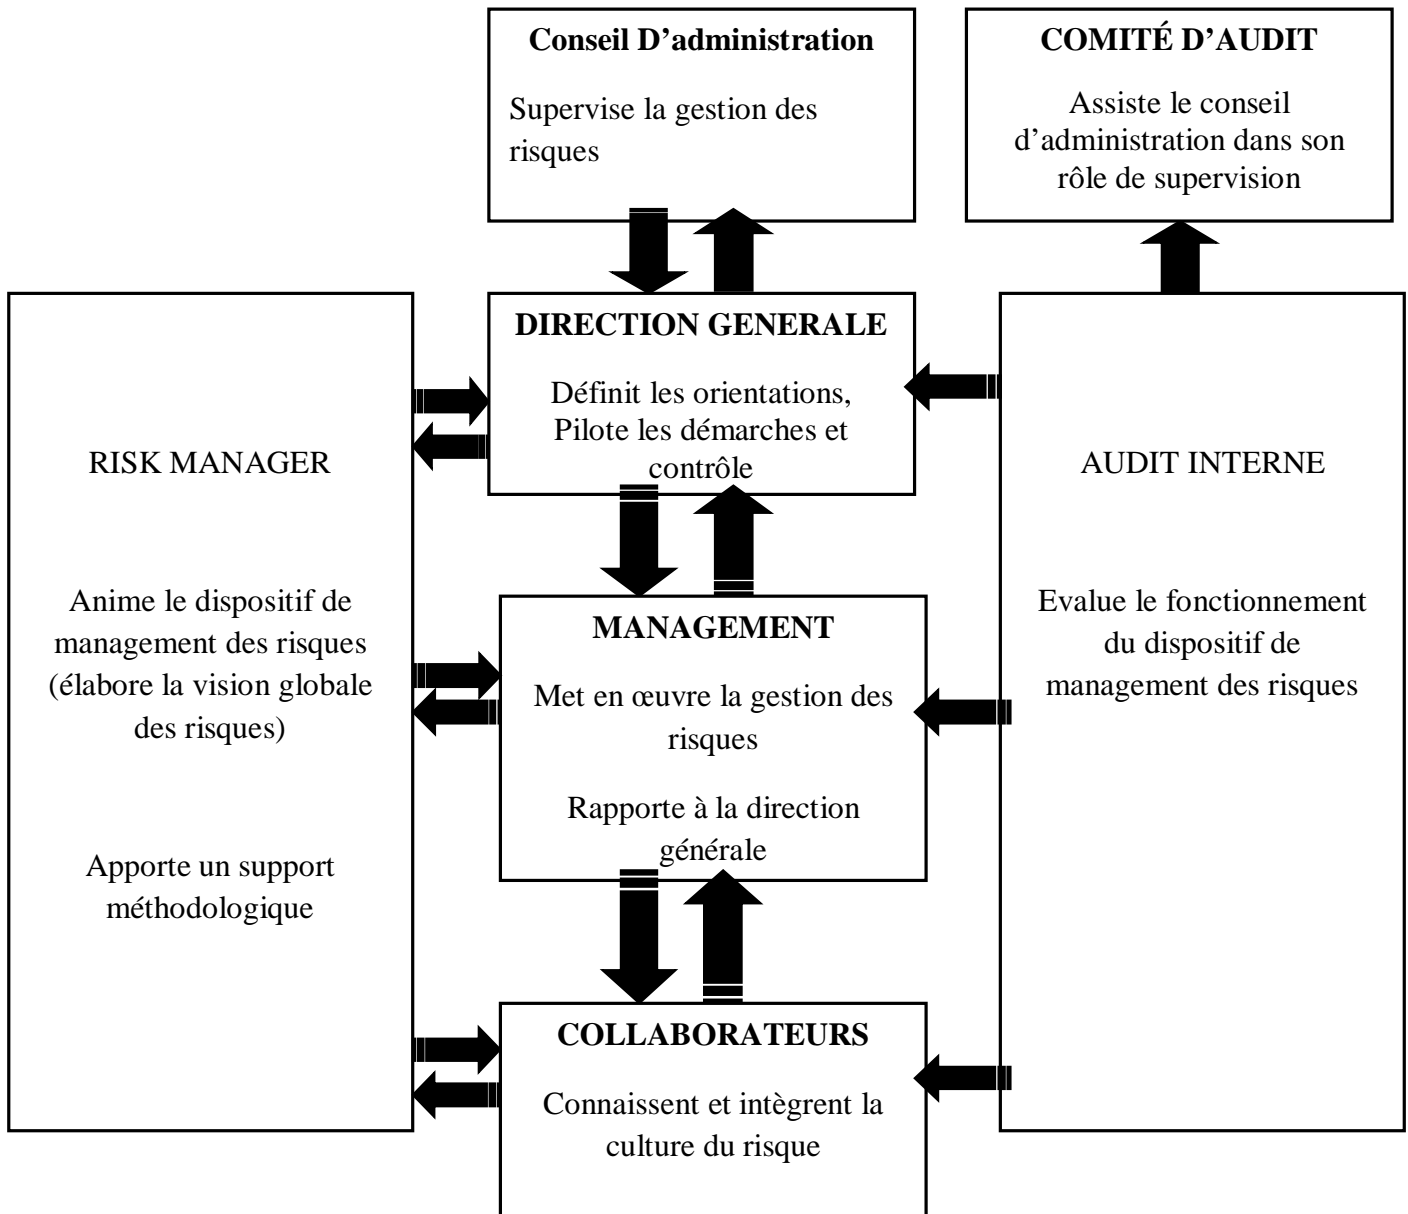 Conseil D’administration
Supervise la gestion des
risques
COMITÉ D’AUDIT
Assiste le conseil
d’administration dans son
rôle de supervision
RISK MANAGER
Anime le dispositif de
management des risques
(élabore la vision globale
des risques)
Apporte un support
méthodologique
DIRECTION GENERALE
Définit les orientations,
Pilote les démarches et
contrôle
MANAGEMENT
Met en œuvre la gestion des
risques
Rapporte à la direction
générale
COLLABORATEURS
Connaissent et intègrent la
culture du risque
AUDIT INTERNE
Evalue le fonctionnement
du dispositif de
management des risques